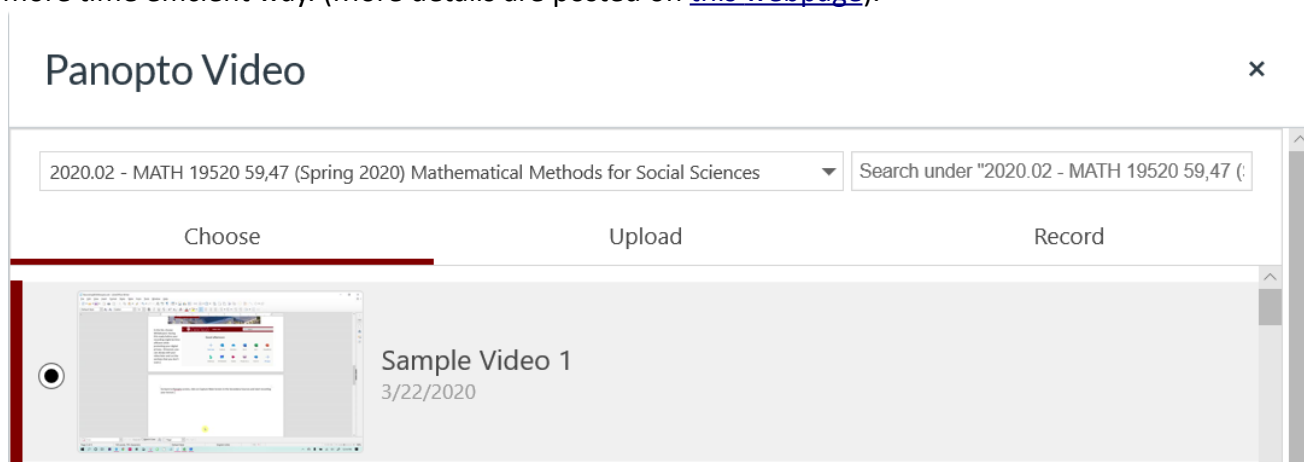 more time efficient way. (more details are posted on this webpage).
Panopto Video
×
2020.02 - MATH 19520 59,47 (Spring 2020) Mathematical Methods for Social Sciences
Search under "2020.02 - MATH 19520 59,47 (
Choose
Upload
Record
Sample Video 1
3/22/2020